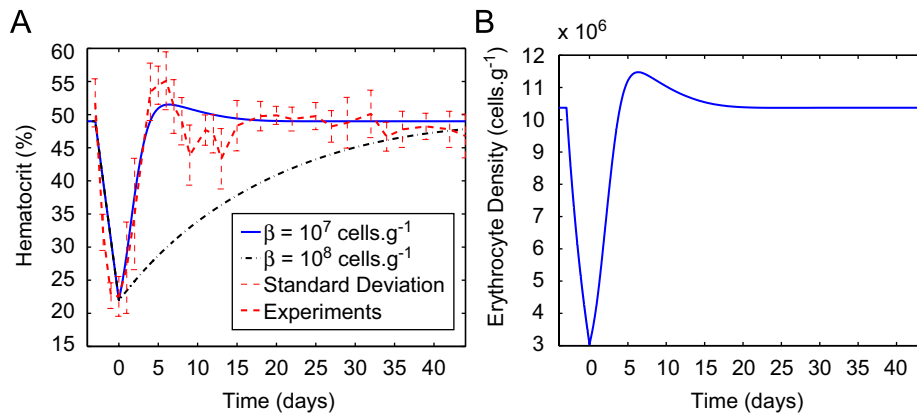 A
Hematocrit (%)
60
55
50
45
40
35
30
25
20
15
0 5 10 15 20 25 30 35 40
Time (days)
β = 10⁷ cells.g⁻¹
β = 10⁸ cells.g⁻¹
Standard Deviation
Experiments
B
x 10⁶
Erythrocyte Density (cells.g⁻¹)
12
11
10
9
8
7
6
5
4
3
0 5 10 15 20 25 30 35 40
Time (days)